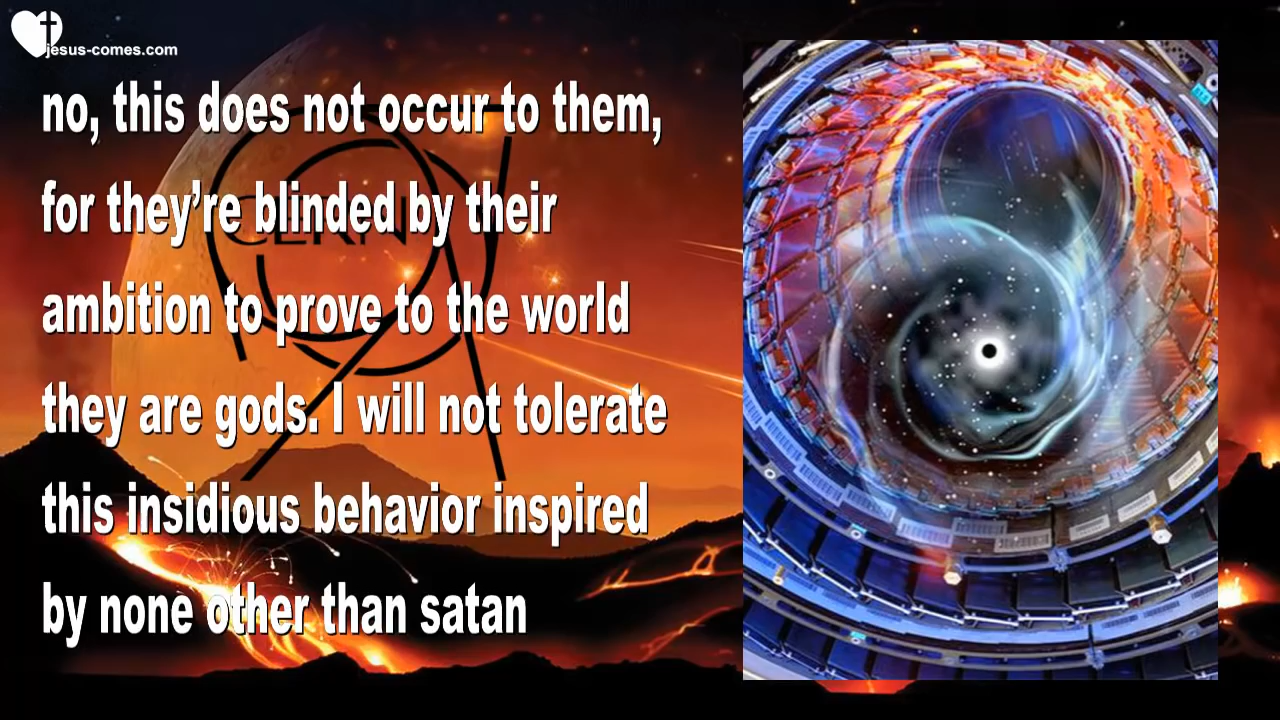 jesus-comes.com
no, this does not occur to them,
for they’re blinded by their
CERN
ambition to prove to the world
they are gods. I will not tolerate
this insidious behavior inspired
by none other than satan